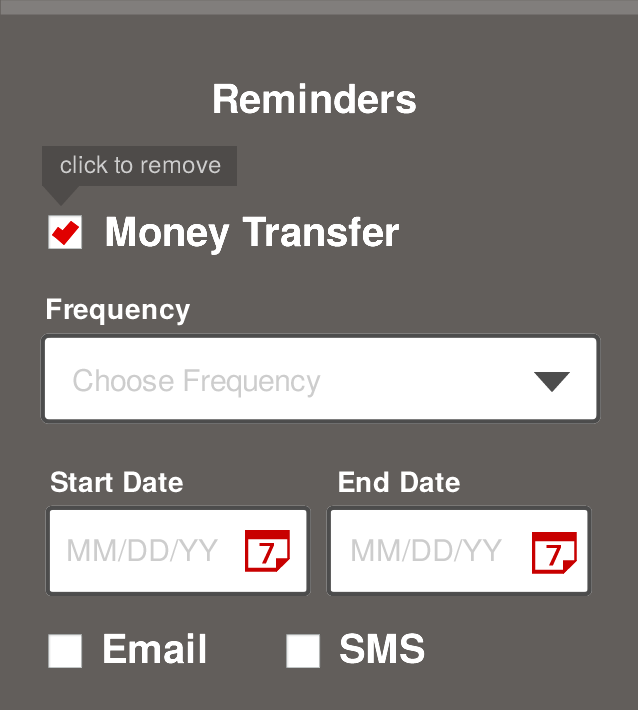 Reminders
click to remove
Money Transfer
Frequency
Choose Frequency
Start Date End Date
MM/DD/YY 7 MM/DD/YY 7
Email SMS